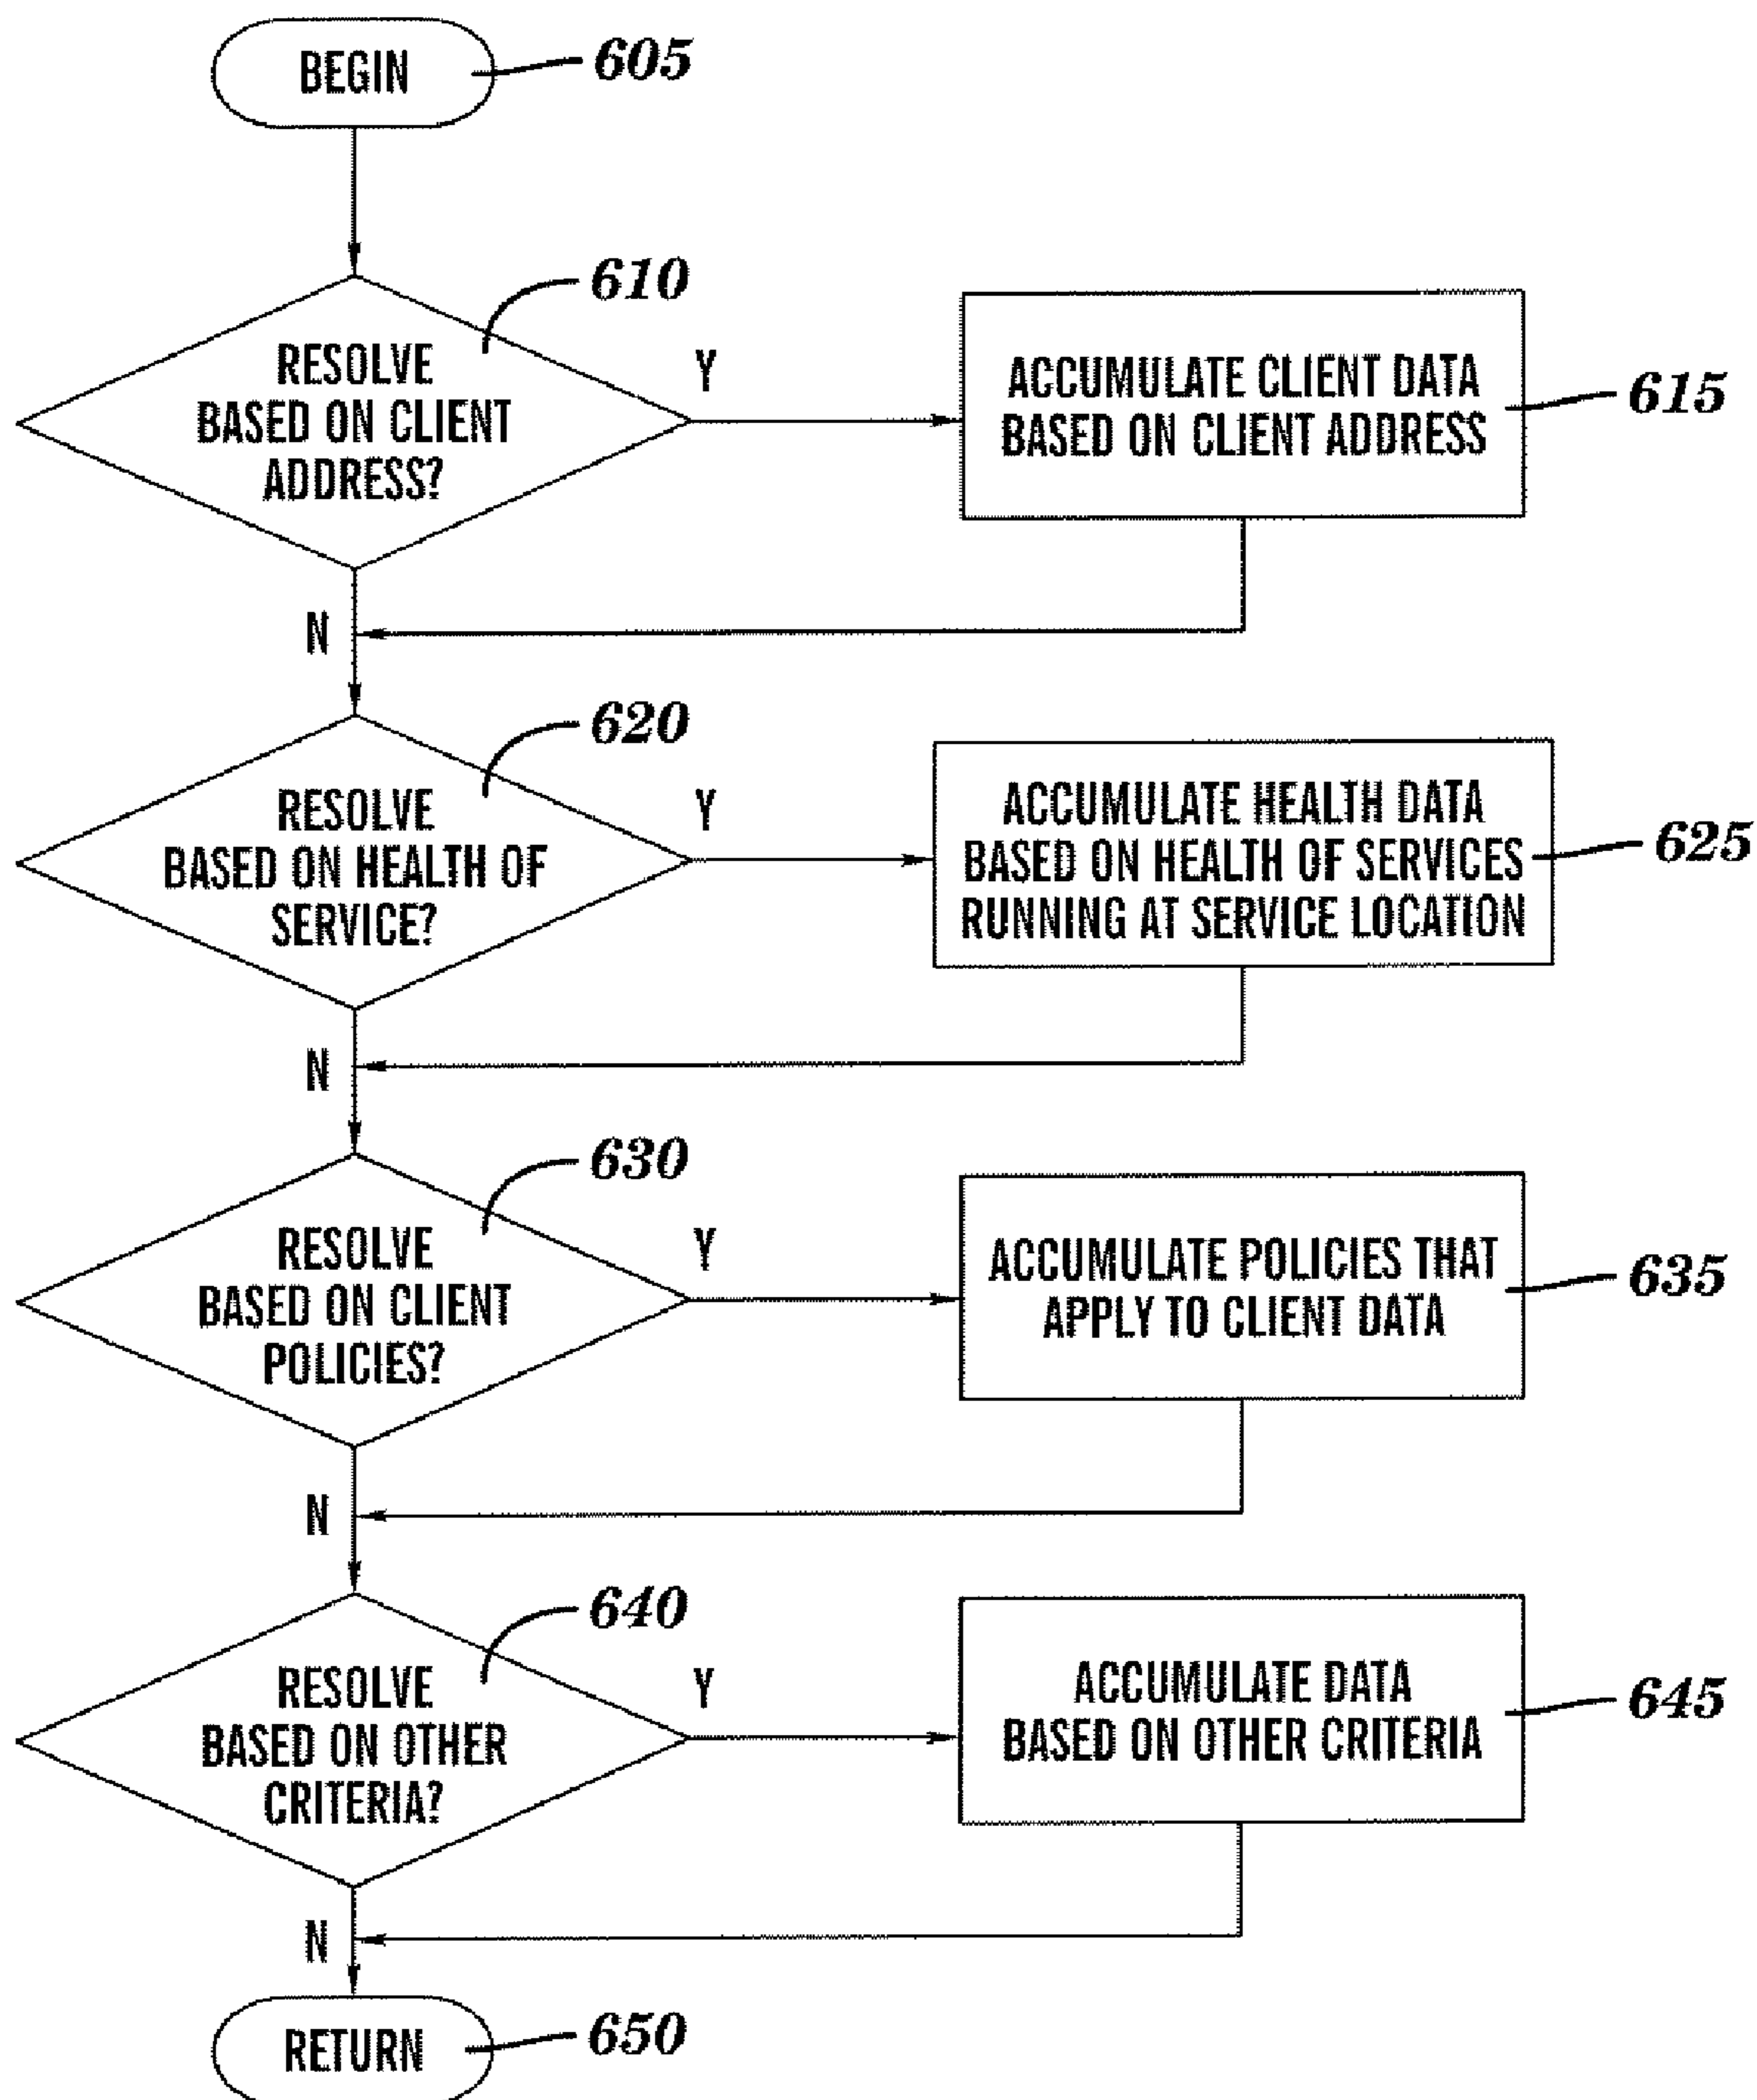 BEGIN
605
610
RESOLVE
BASED ON CLIENT
ADDRESS?
Y
ACCUMULATE CLIENT DATA
BASED ON CLIENT ADDRESS
615
N
620
RESOLVE
BASED ON HEALTH OF
SERVICE?
Y
ACCUMULATE HEALTH DATA
BASED ON HEALTH OF SERVICES
RUNNING AT SERVICE LOCATION
625
N
630
RESOLVE
BASED ON CLIENT
POLICIES?
Y
ACCUMULATE POLICIES THAT
APPLY TO CLIENT DATA
635
N
640
RESOLVE
BASED ON OTHER
CRITERIA?
Y
ACCUMULATE DATA
BASED ON OTHER CRITERIA
645
N
RETURN
650